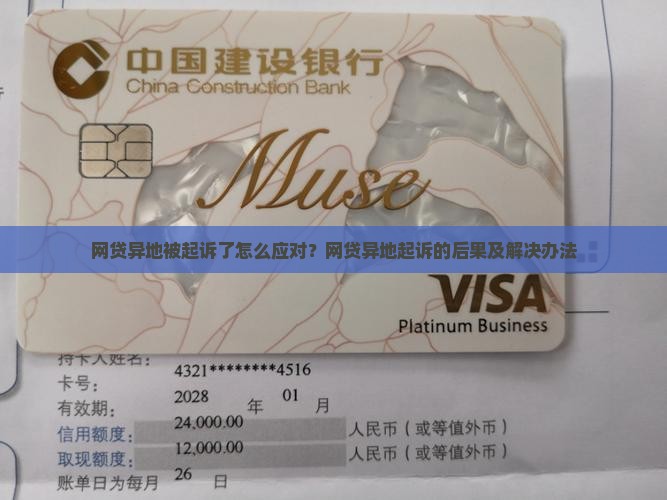 中国建设银行
China Construction Bank
Muse
网贷异地被起诉了怎么应对？网贷异地起诉的后果及解决办法
VISA
Platinum Business
持卡人姓名：
卡号： 4321********4516
有效期： 2028 年 01 月
信用额度： 24,000.00 人民币（或等值外币）
取现额度： 12,000.00 人民币（或等值外币）
账单日为每月 26 日